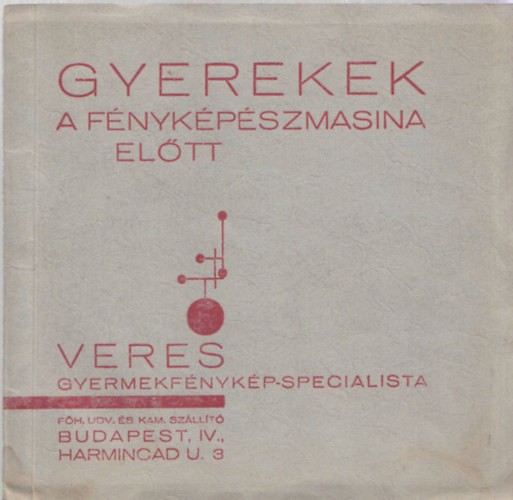 GYEREKEK
A FÉNYKÉPÉSZMASINA
ELŐTT
VERES
GYERMEKFÉNYKÉP-SPECIALISTA
FŐH. UDV. ÉS KAM. SZÁLLÍTÓ
BUDAPEST, IV.,
HARMINCAD U. 3